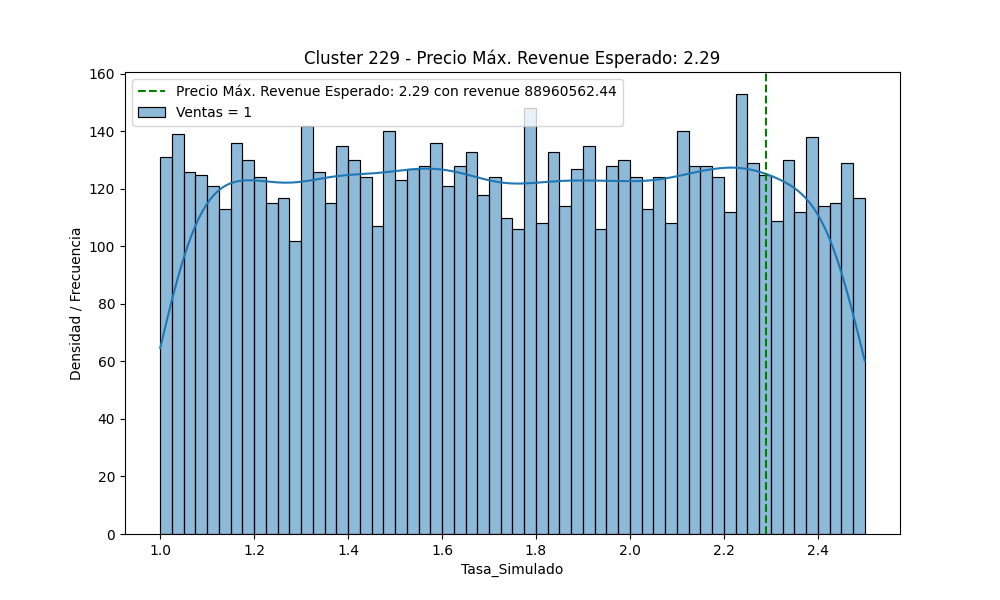 Cluster 229 - Precio Máx. Revenue Esperado: 2.29
Precio Máx. Revenue Esperado: 2.29 con revenue 88960562.44
Ventas = 1
Densidad / Frecuencia
160
140
120
100
80
60
40
20
0
1.0 1.2 1.4 1.6 1.8 2.0 2.2 2.4
Tasa_Simulado